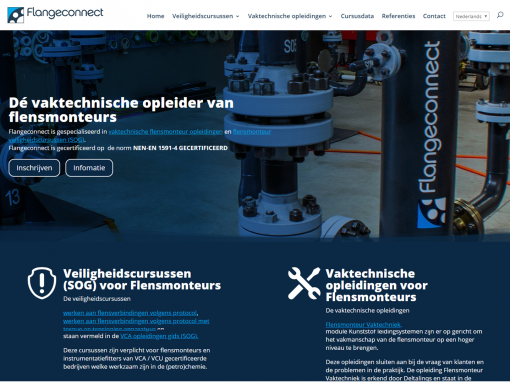 Flangeconnect
Home Veiligheidscursussen Vaktechnische opleidingen Cursusdata Referenties Contact Nederlands
SOG
Flangeconnect
13
Dé vaktechnische opleider van
flensmonteurs
Flangeconnect is gespecialiseerd in vaktechnische flensmonteur opleidingen en flensmonteur
veiligheidscursussen (SOG).
Flangeconnect is gecertificeerd op de norm NEN-EN 1591-4 GECERTIFICEERD
Inschrijven Infomatie
Veiligheidscursussen
(SOG) voor Flensmonteurs
De veiligheidscursussen
werken aan flensverbindingen volgens protocol,
werken aan flensverbindingen volgens protocol met
staan vermeld in de VCA opleidingen gids (SOG).
Deze cursussen zijn verplicht voor flensmonteurs en
instrumentatiefitters van VCA / VCU gecertificeerde
bedrijven welke werkzaam zijn in de (petro)chemie.
Vaktechnische
opleidingen voor
Flensmonteurs
De vaktechnische opleidingen
Flensmonteur Vaktechniek,
module Kunststof leidingsystemen zijn er op gericht om
het vakmanschap van de flensmonteur op een hoger
niveau te brengen.
Deze opleidingen sluiten aan bij de vraag van klanten en
de problemen in de praktijk. De opleiding Flensmonteur
Vaktechniek is erkend door Deltalinqs en staat in de